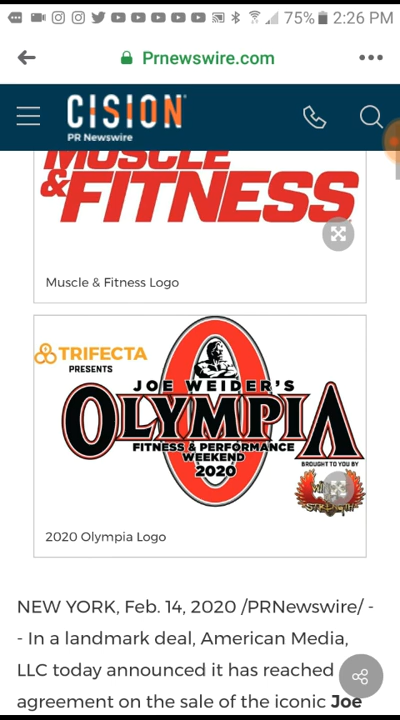 75% 2:26 PM
Prnewswire.com
CISION
PR Newswire
MUSCLE
&FITNESS
Muscle & Fitness Logo
TRIFECTA
PRESENTS
JOE WEIDER'S
OLYMPIA
FITNESS & PERFORMANCE
WEEKEND
2020
BROUGHT TO YOU BY
2020 Olympia Logo
NEW YORK, Feb. 14, 2020 /PRNewswire/ -
- In a landmark deal, American Media,
LLC today announced it has reached
agreement on the sale of the iconic Joe